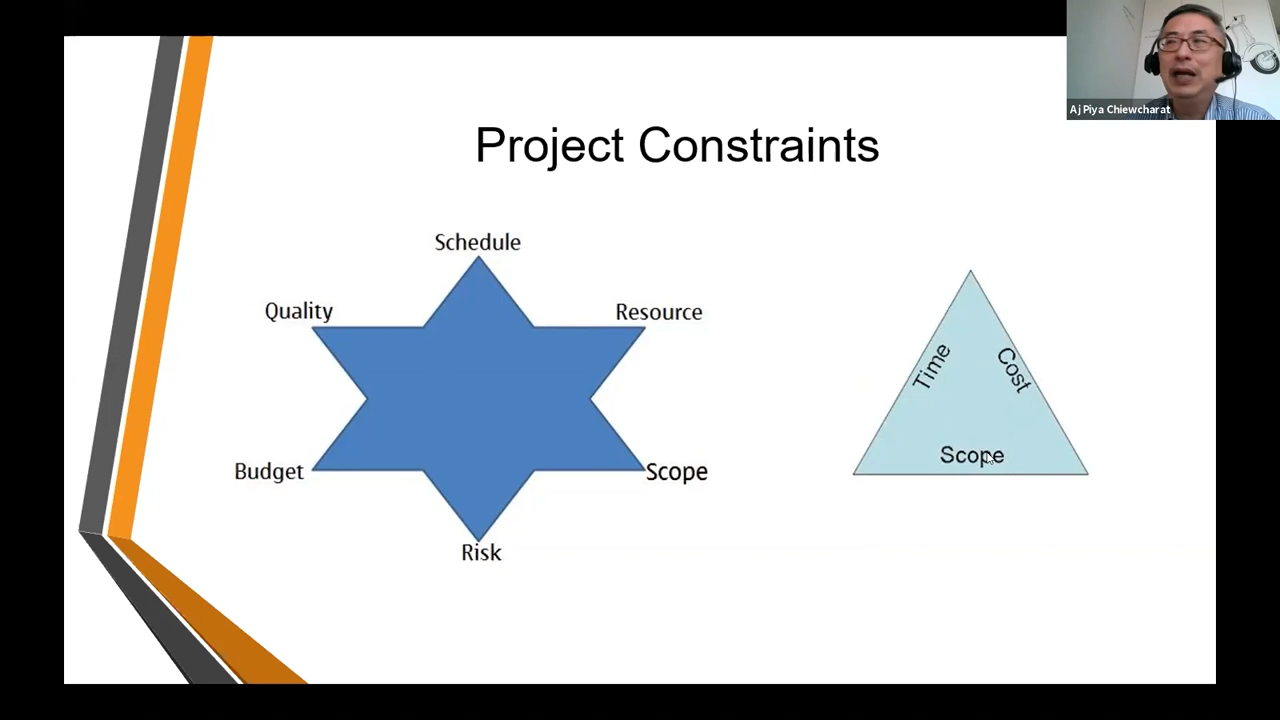 Aj Piya Chiewcharat
Project Constraints
Schedule
Quality
Resource
Budget
Scope
Risk
Time
Cost
Scope